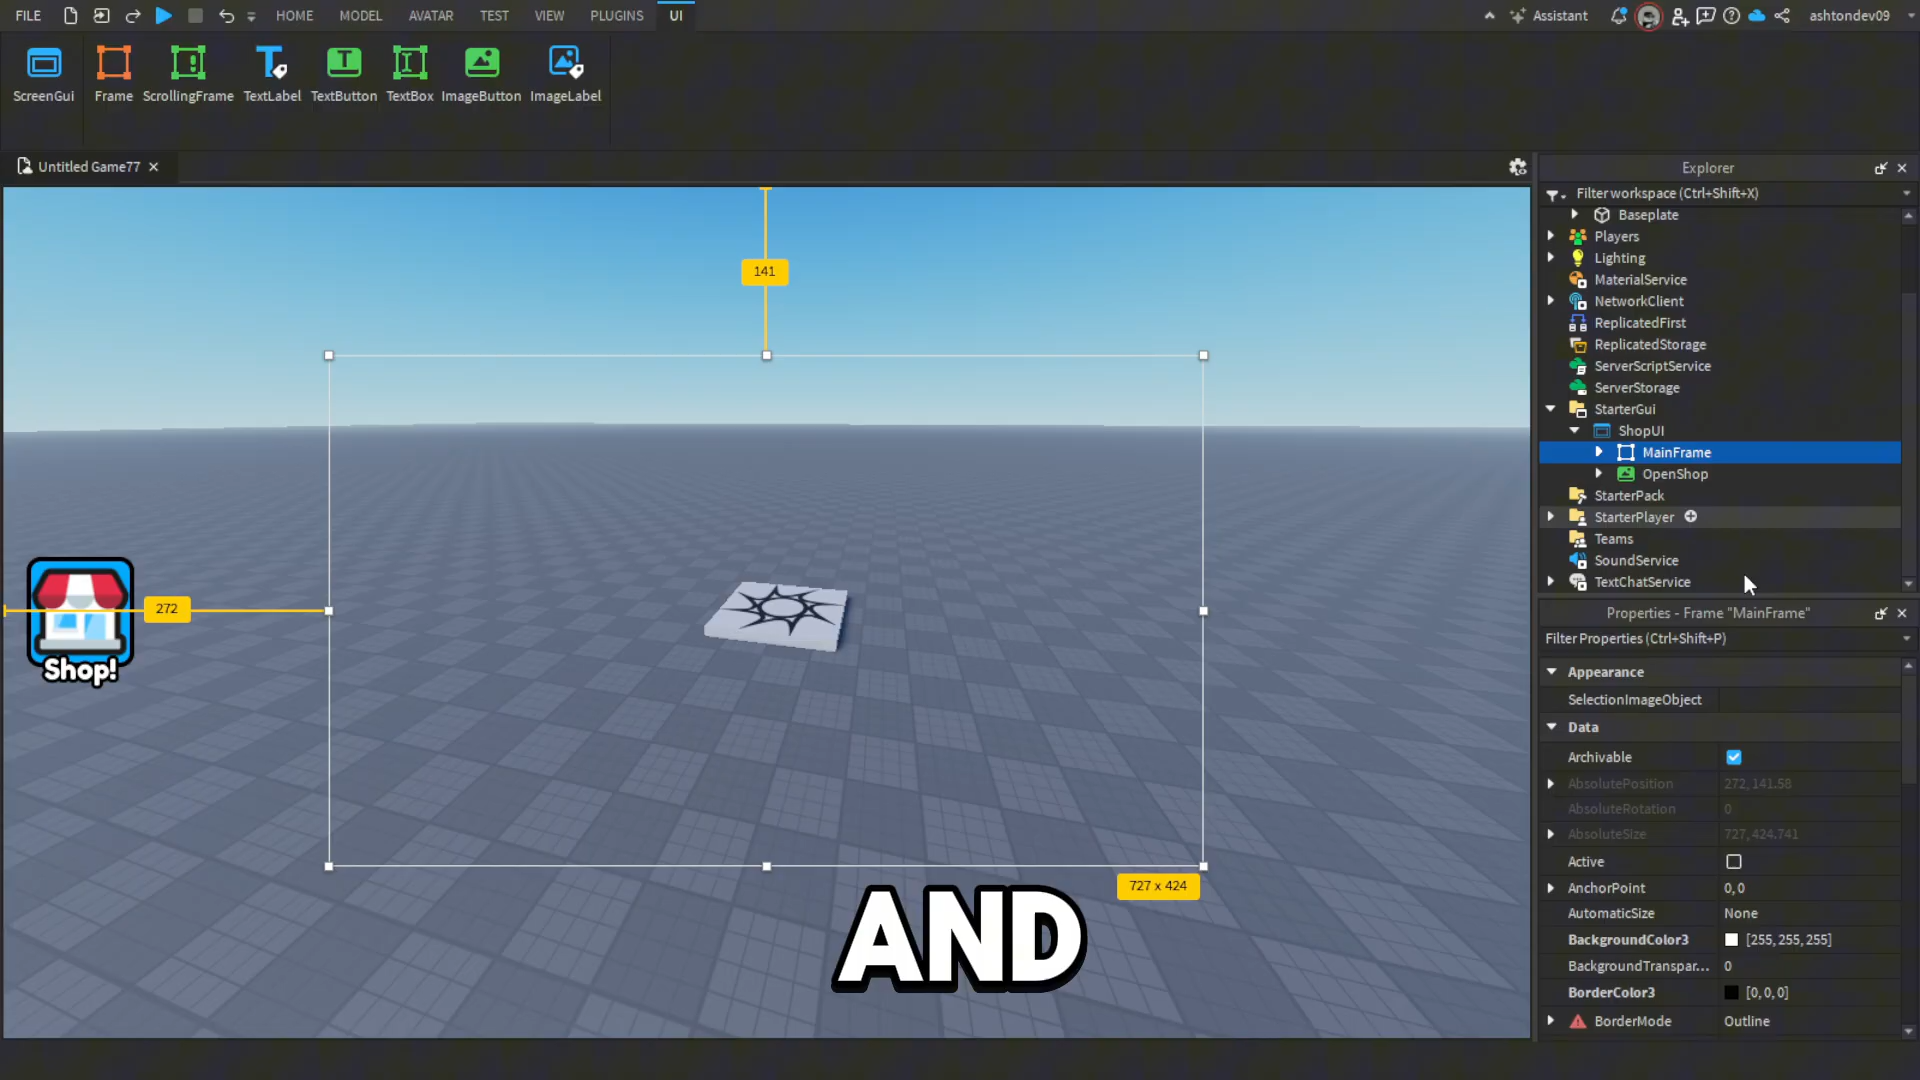 FILE
HOME
MODEL
AVATAR
TEST
VIEW
PLUGINS
UI
Assistant
ashtondev09
ScreenGui
Frame
ScrollingFrame
TextLabel
TextButton
TextBox
ImageButton
ImageLabel
Untitled Game77
141
272
Shop!
727 x 424
AND
Explorer
Filter workspace (Ctrl+Shift+X)
Baseplate
Players
Lighting
MaterialService
NetworkClient
ReplicatedFirst
ReplicatedStorage
ServerScriptService
ServerStorage
StarterGui
ShopUI
MainFrame
OpenShop
StarterPack
StarterPlayer
Teams
SoundService
TextChatService
Properties - Frame "MainFrame"
Filter Properties (Ctrl+Shift+P)
Appearance
SelectionImageObject
Data
Archivable
AbsolutePosition 272, 141.58
AbsoluteRotation 0
AbsoluteSize 727, 424.741
Active
AnchorPoint 0, 0
AutomaticSize None
BackgroundColor3 [255, 255, 255]
BackgroundTranspar... 0
BorderColor3 [0, 0, 0]
BorderMode Outline